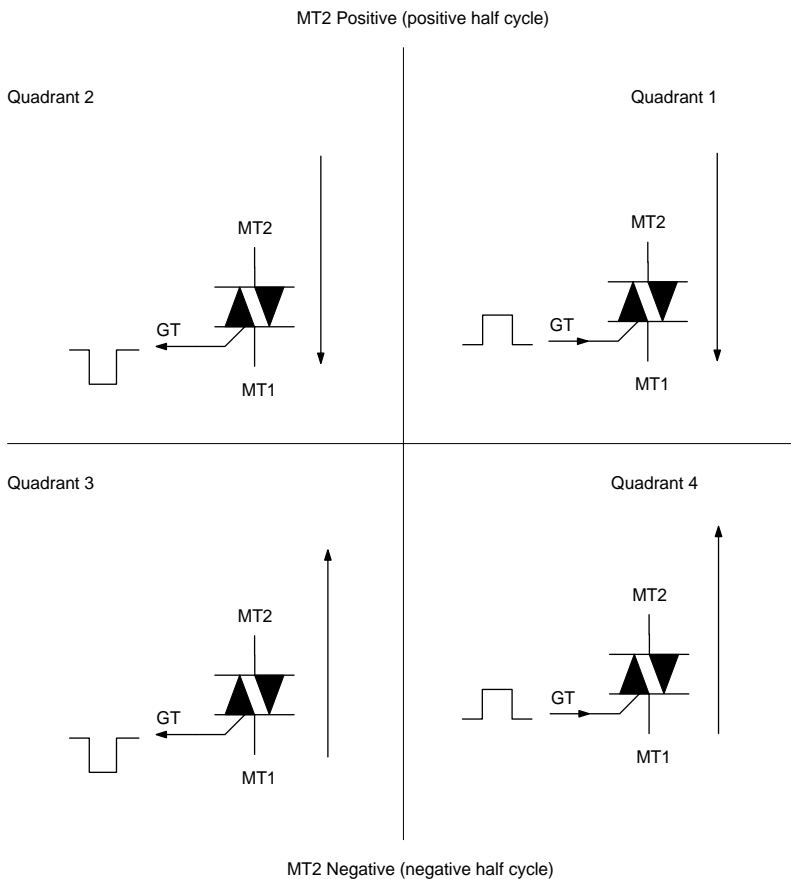 MT2 Positive (positive half cycle)
Quadrant 2
Quadrant 1
MT2
GT
MT1
MT2
GT
MT1
Quadrant 3
Quadrant 4
MT2
GT
MT1
MT2
GT
MT1
MT2 Negative (negative half cycle)